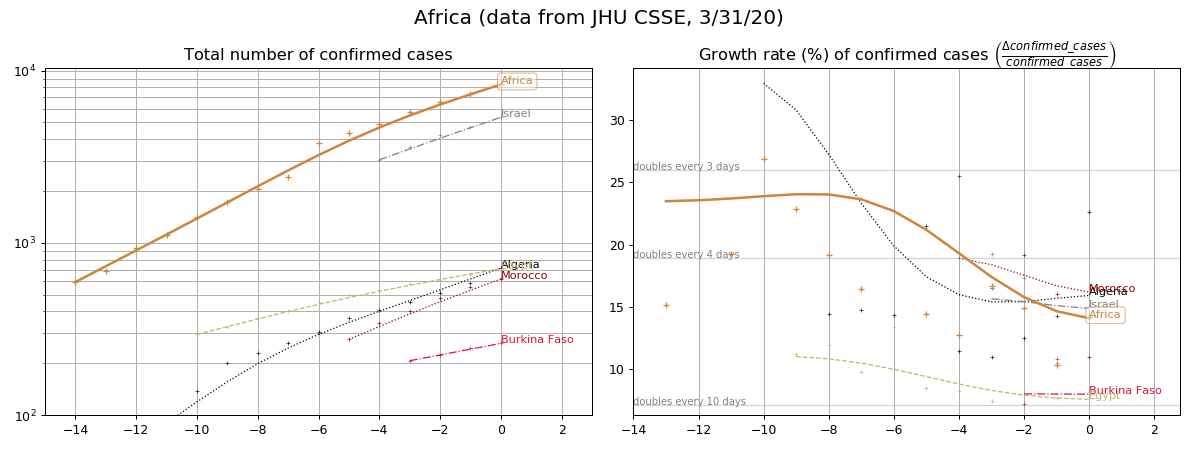 Africa (data from JHU CSSE, 3/31/20)
Total number of confirmed cases
10^4
10^3
10^2
Africa
Israel
Algeria
Egypt
Morocco
Burkina Faso
−14 −12 −10 −8 −6 −4 −2 0 2
Growth rate (%) of confirmed cases (Δconfirmed_cases / confirmed_cases)
30
25
20
15
10
doubles every 3 days
doubles every 4 days
doubles every 10 days
Morocco
Algeria
Israel
Africa
Burkina Faso
Egypt
−14 −12 −10 −8 −6 −4 −2 0 2